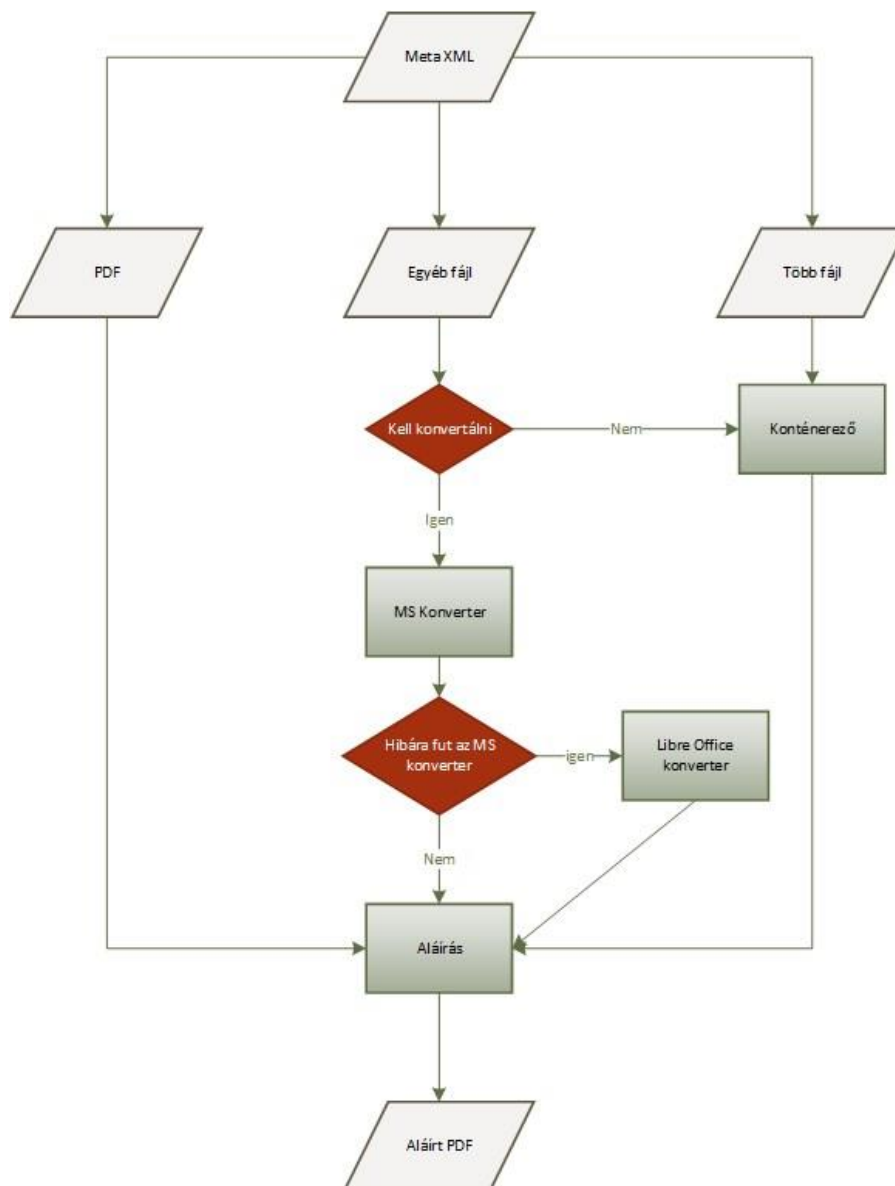 Meta XML
PDF
Egyéb fájl
Több fájl
Kell konvertálni
Nem
Konténerező
Igen
MS Konverter
Hibára fut az MS
konverter
igen
Libre Office
konverter
Nem
Aláírás
Aláírt PDF